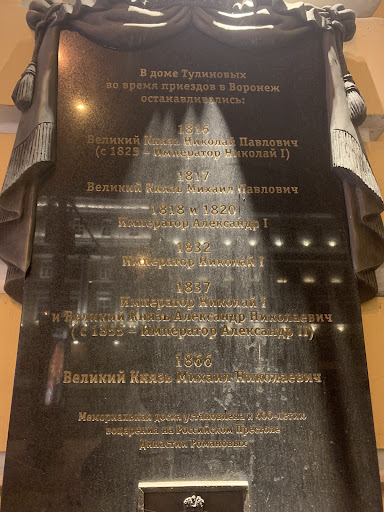 В доме Тулиновых
во время приездов в Воронеж
останавливались:
1816
Великий Князь Николай Павлович
(с 1825 – Император Николай I)
1817
Великий Князь Михаил Павлович
1818 и 1820
Император Александр I
1832
Император Николай I
1837
Император Николай I
и Великий Князь Александр Николаевич
(с 1855 – Император Александр II)
1866
Великий Князь Михаил Николаевич
Мемориальная доска установлена к 400-летию
воцарения на Российском Престоле
Династии Романовых